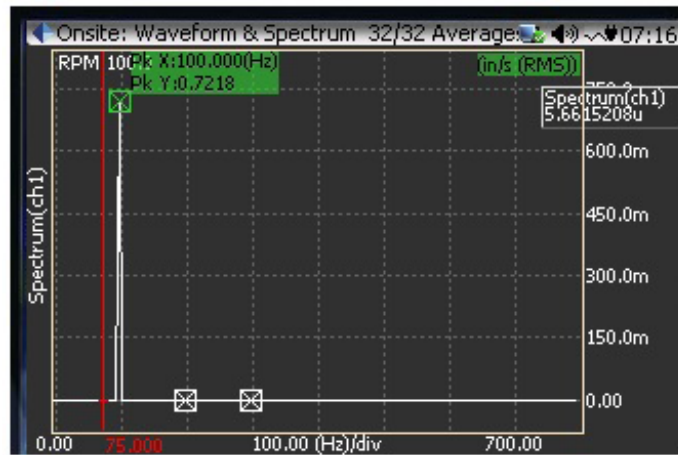 Onsite: Waveform & Spectrum 32/32 Average 07:16
RPM 100
Pk X:100.000(Hz)
Pk Y:0.7218
(in/s (RMS))
Spectrum(ch1)
5.6615208u
600.0m
450.0m
300.0m
150.0m
0.00
Spectrum(ch1)
0.00 75.000 100.00 (Hz)/div 700.00